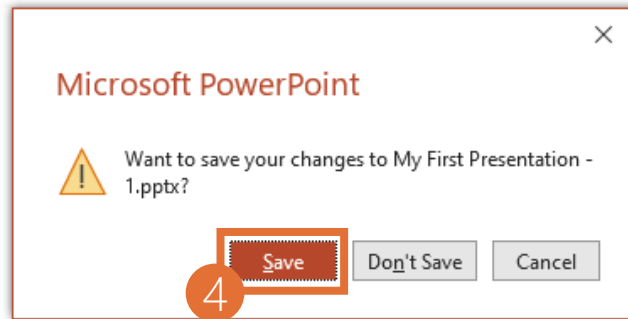 Microsoft PowerPoint
Want to save your changes to My First Presentation -
1.pptx?
Save Don't Save Cancel
4